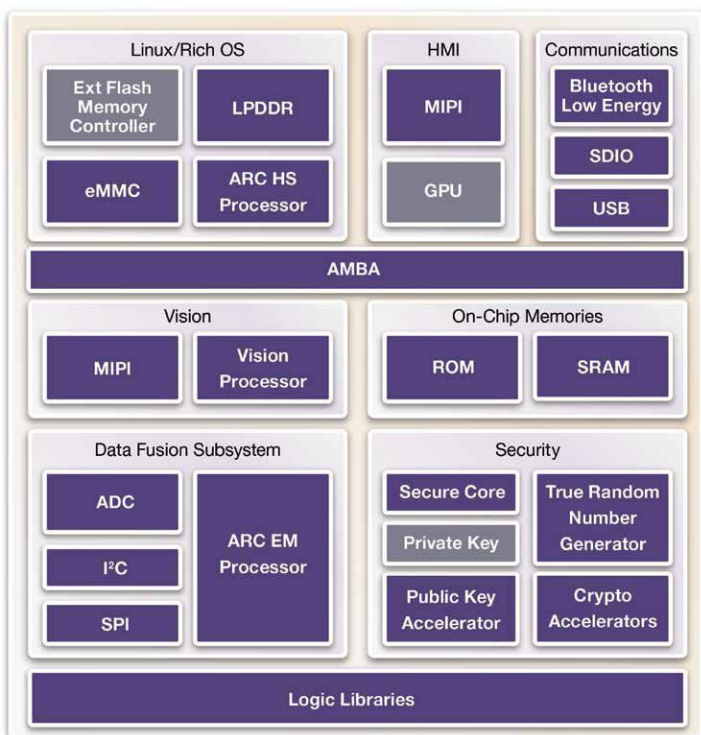 Linux/Rich OS
Ext Flash
Memory
Controller
LPDDR
eMMC
ARC HS
Processor
HMI
MIPI
GPU
Communications
Bluetooth
Low Energy
SDIO
USB
AMBA
Vision
MIPI
Vision
Processor
On-Chip Memories
ROM
SRAM
Data Fusion Subsystem
ADC
I²C
SPI
ARC EM
Processor
Security
Secure Core
Private Key
Public Key
Accelerator
True Random
Number
Generator
Crypto
Accelerators
Logic Libraries